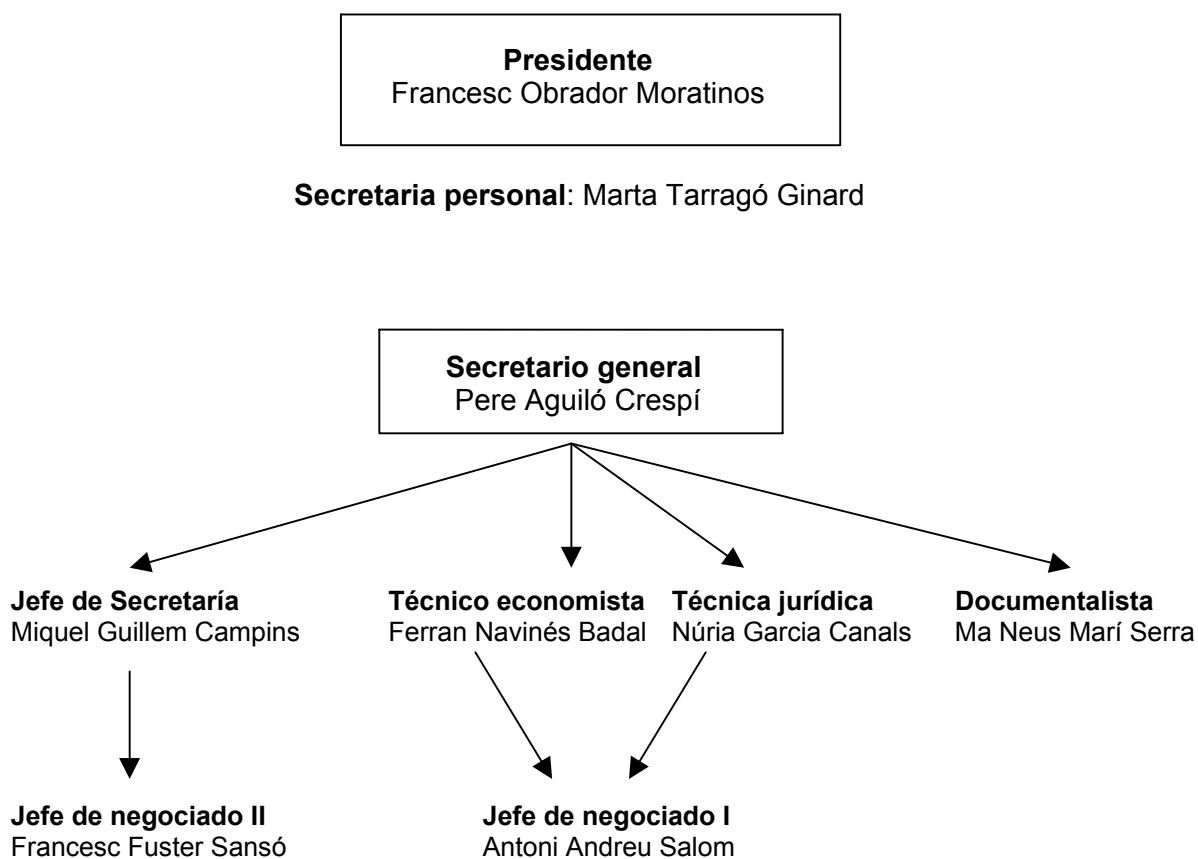 Presidente
Francesc Obrador Moratinos
Secretaria personal: Marta Tarragó Ginard
Secretario general
Pere Aguiló Crespí
Jefe de Secretaría
Miquel Guillem Campins
Técnico economista
Ferran Navinés Badal
Técnica jurídica
Núria Garcia Canals
Documentalista
Ma Neus Marí Serra
Jefe de negociado II
Francesc Fuster Sansó
Jefe de negociado I
Antoni Andreu Salom